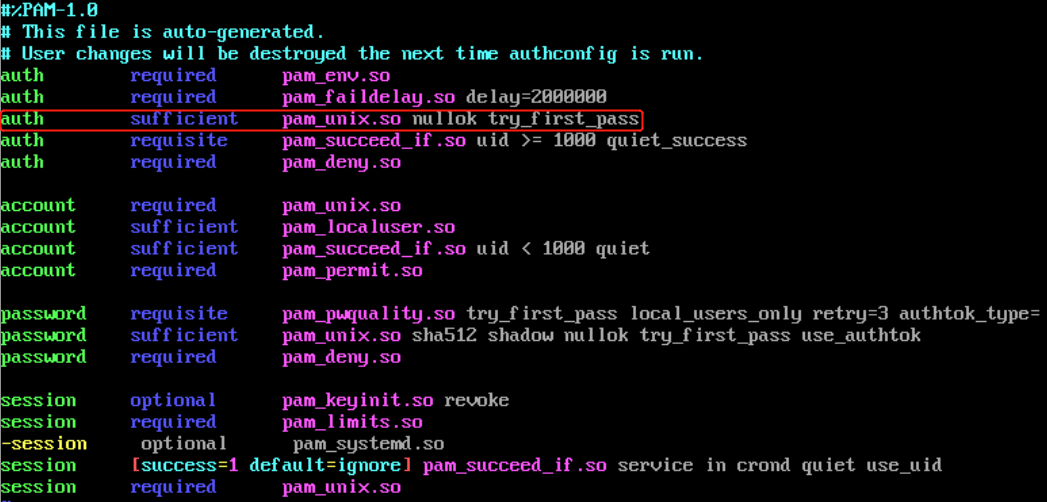 #%PAM-1.0
# This file is auto-generated.
# User changes will be destroyed the next time authconfig is run.
auth        required      pam_env.so
auth        required      pam_faildelay.so delay=2000000
auth        sufficient    pam_unix.so nullok try_first_pass
auth        requisite     pam_succeed_if.so uid >= 1000 quiet_success
auth        required      pam_deny.so

account     required      pam_unix.so
account     sufficient    pam_localuser.so
account     sufficient    pam_succeed_if.so uid < 1000 quiet
account     required      pam_permit.so

password    requisite     pam_pwquality.so try_first_pass local_users_only retry=3 authtok_type=
password    sufficient    pam_unix.so sha512 shadow nullok try_first_pass use_authtok
password    required      pam_deny.so

session     optional      pam_keyinit.so revoke
session     required      pam_limits.so
-session     optional      pam_systemd.so
session     [success=1 default=ignore] pam_succeed_if.so service in crond quiet use_uid
session     required      pam_unix.so